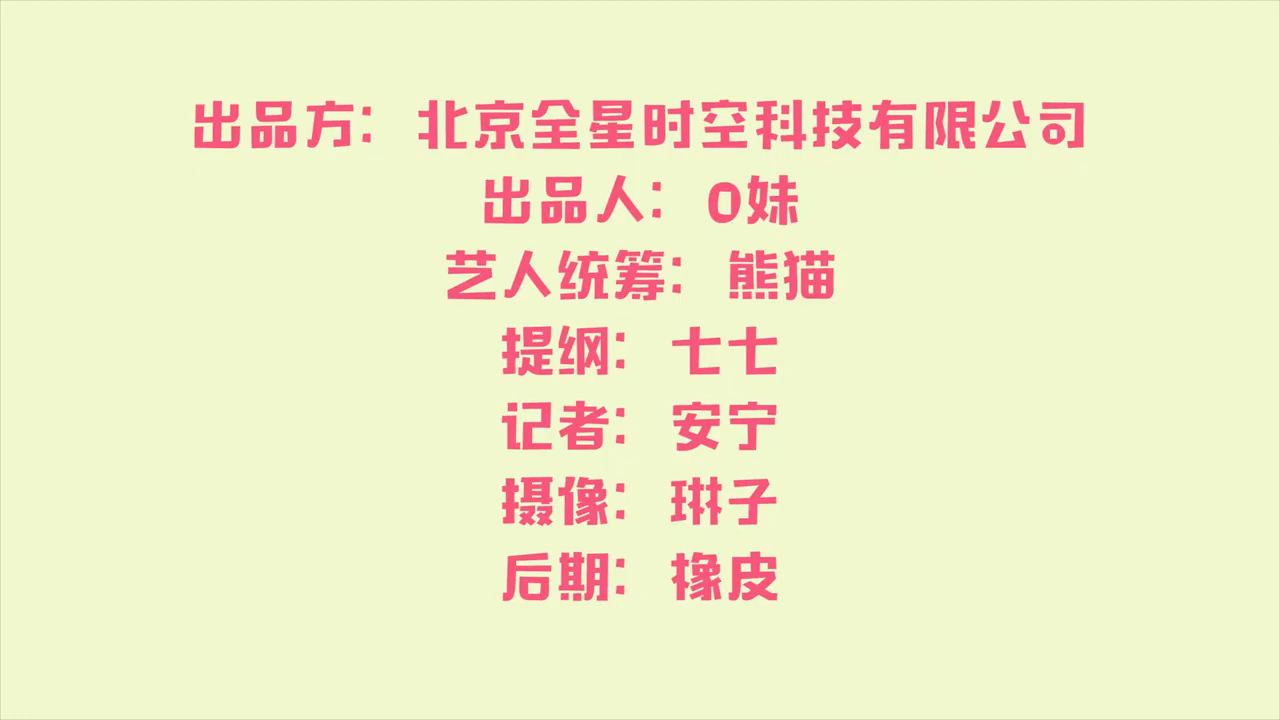 出品方：北京全星时空科技有限公司
出品人：O妹
艺人统筹：熊猫
提纲：七七
记者：安宁
摄像：琳子
后期：橡皮